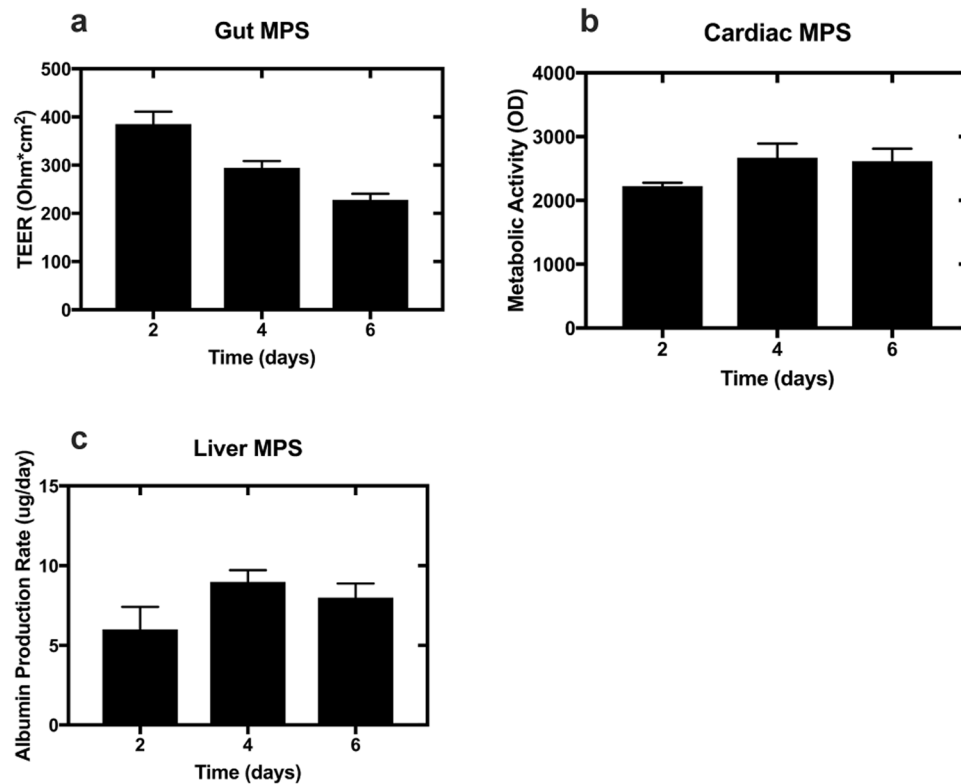 a
Gut MPS
TEER (Ohm*cm2)
500
400
300
200
100
0
2 4 6
Time (days)
b
Cardiac MPS
Metabolic Activity (OD)
4000
3000
2000
1000
0
2 4 6
Time (days)
c
Liver MPS
Albumin Production Rate (ug/day)
15
10
5
0
2 4 6
Time (days)